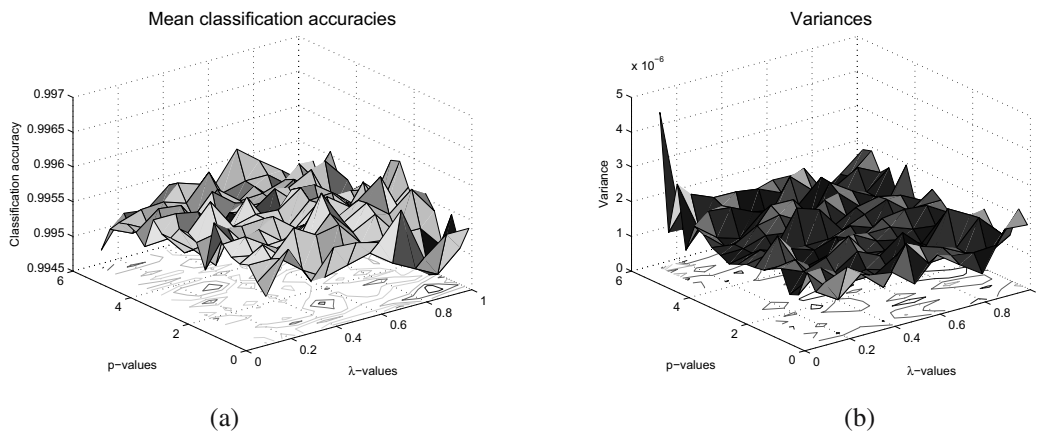 Mean classification accuracies
0.997
0.9965
0.996
0.9955
0.995
0.9945
Classification accuracy
6
4
2
0
p−values
0
0.2
0.4
0.6
0.8
1
λ−values
(a)
Variances
x 10−6
5
4
3
2
1
0
Variance
6
4
2
0
p−values
0
0.2
0.4
0.6
0.8
λ−values
(b)